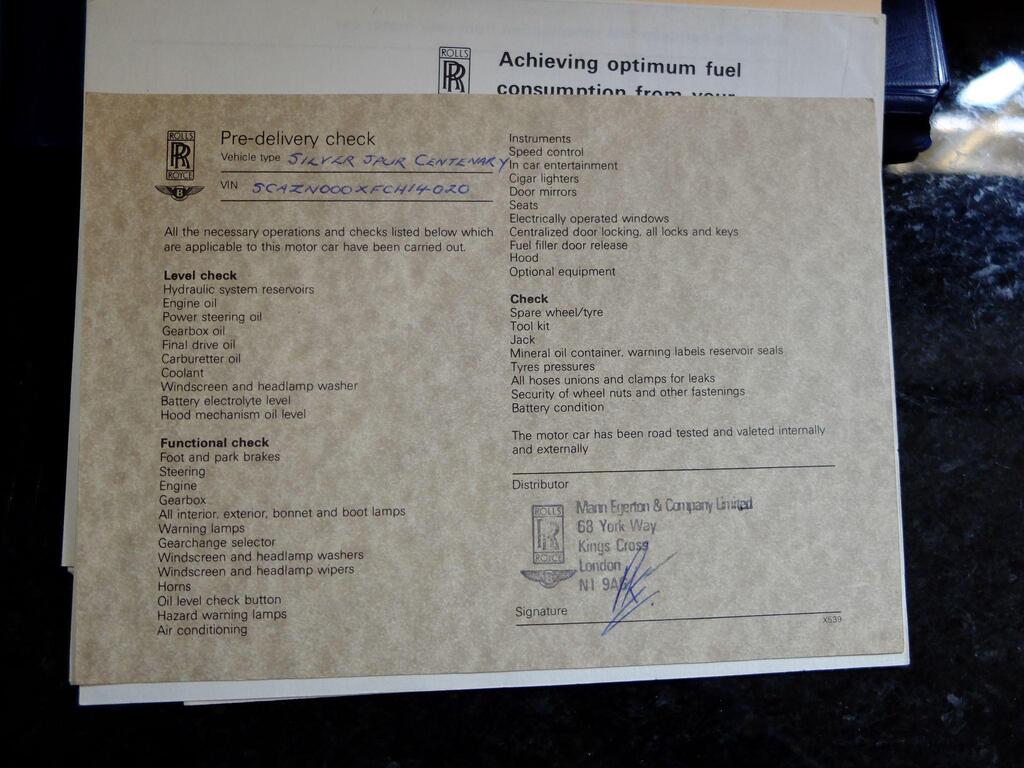 ROLLS
RR
Achieving optimum fuel
consumption from your
ROLLS
RR
ROYCE
B
Pre-delivery check
Vehicle type SILVER SPUR CENTENARY
VIN SCAZN000XFCH14020
All the necessary operations and checks listed below which
are applicable to this motor car have been carried out.
Level check
Hydraulic system reservoirs
Engine oil
Power steering oil
Gearbox oil
Final drive oil
Carburetter oil
Coolant
Windscreen and headlamp washer
Battery electrolyte level
Hood mechanism oil level
Functional check
Foot and park brakes
Steering
Engine
Gearbox
All interior, exterior, bonnet and boot lamps
Warning lamps
Gearchange selector
Windscreen and headlamp washers
Windscreen and headlamp wipers
Horns
Oil level check button
Hazard warning lamps
Air conditioning
Instruments
Speed control
In car entertainment
Cigar lighters
Door mirrors
Seats
Electrically operated windows
Centralized door locking, all locks and keys
Fuel filler door release
Hood
Optional equipment
Check
Spare wheel/tyre
Tool kit
Jack
Mineral oil container, warning labels reservoir seals
Tyres pressures
All hoses unions and clamps for leaks
Security of wheel nuts and other fastenings
Battery condition
The motor car has been road tested and valeted internally
and externally
Distributor
ROLLS
RR
ROYCE
Mann Egerton & Company Limited
68 York Way
Kings Cross
London
N1
Signature
X539